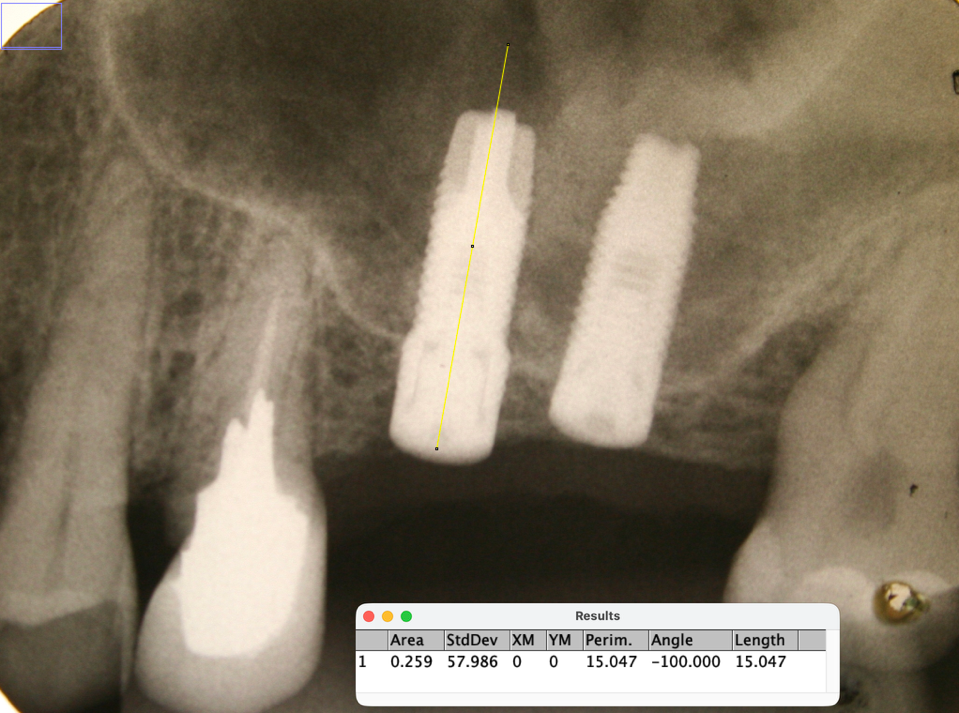 Results
Area StdDev XM YM Perim. Angle Length
1 0.259 57.986 0 0 15.047 −100.000 15.047